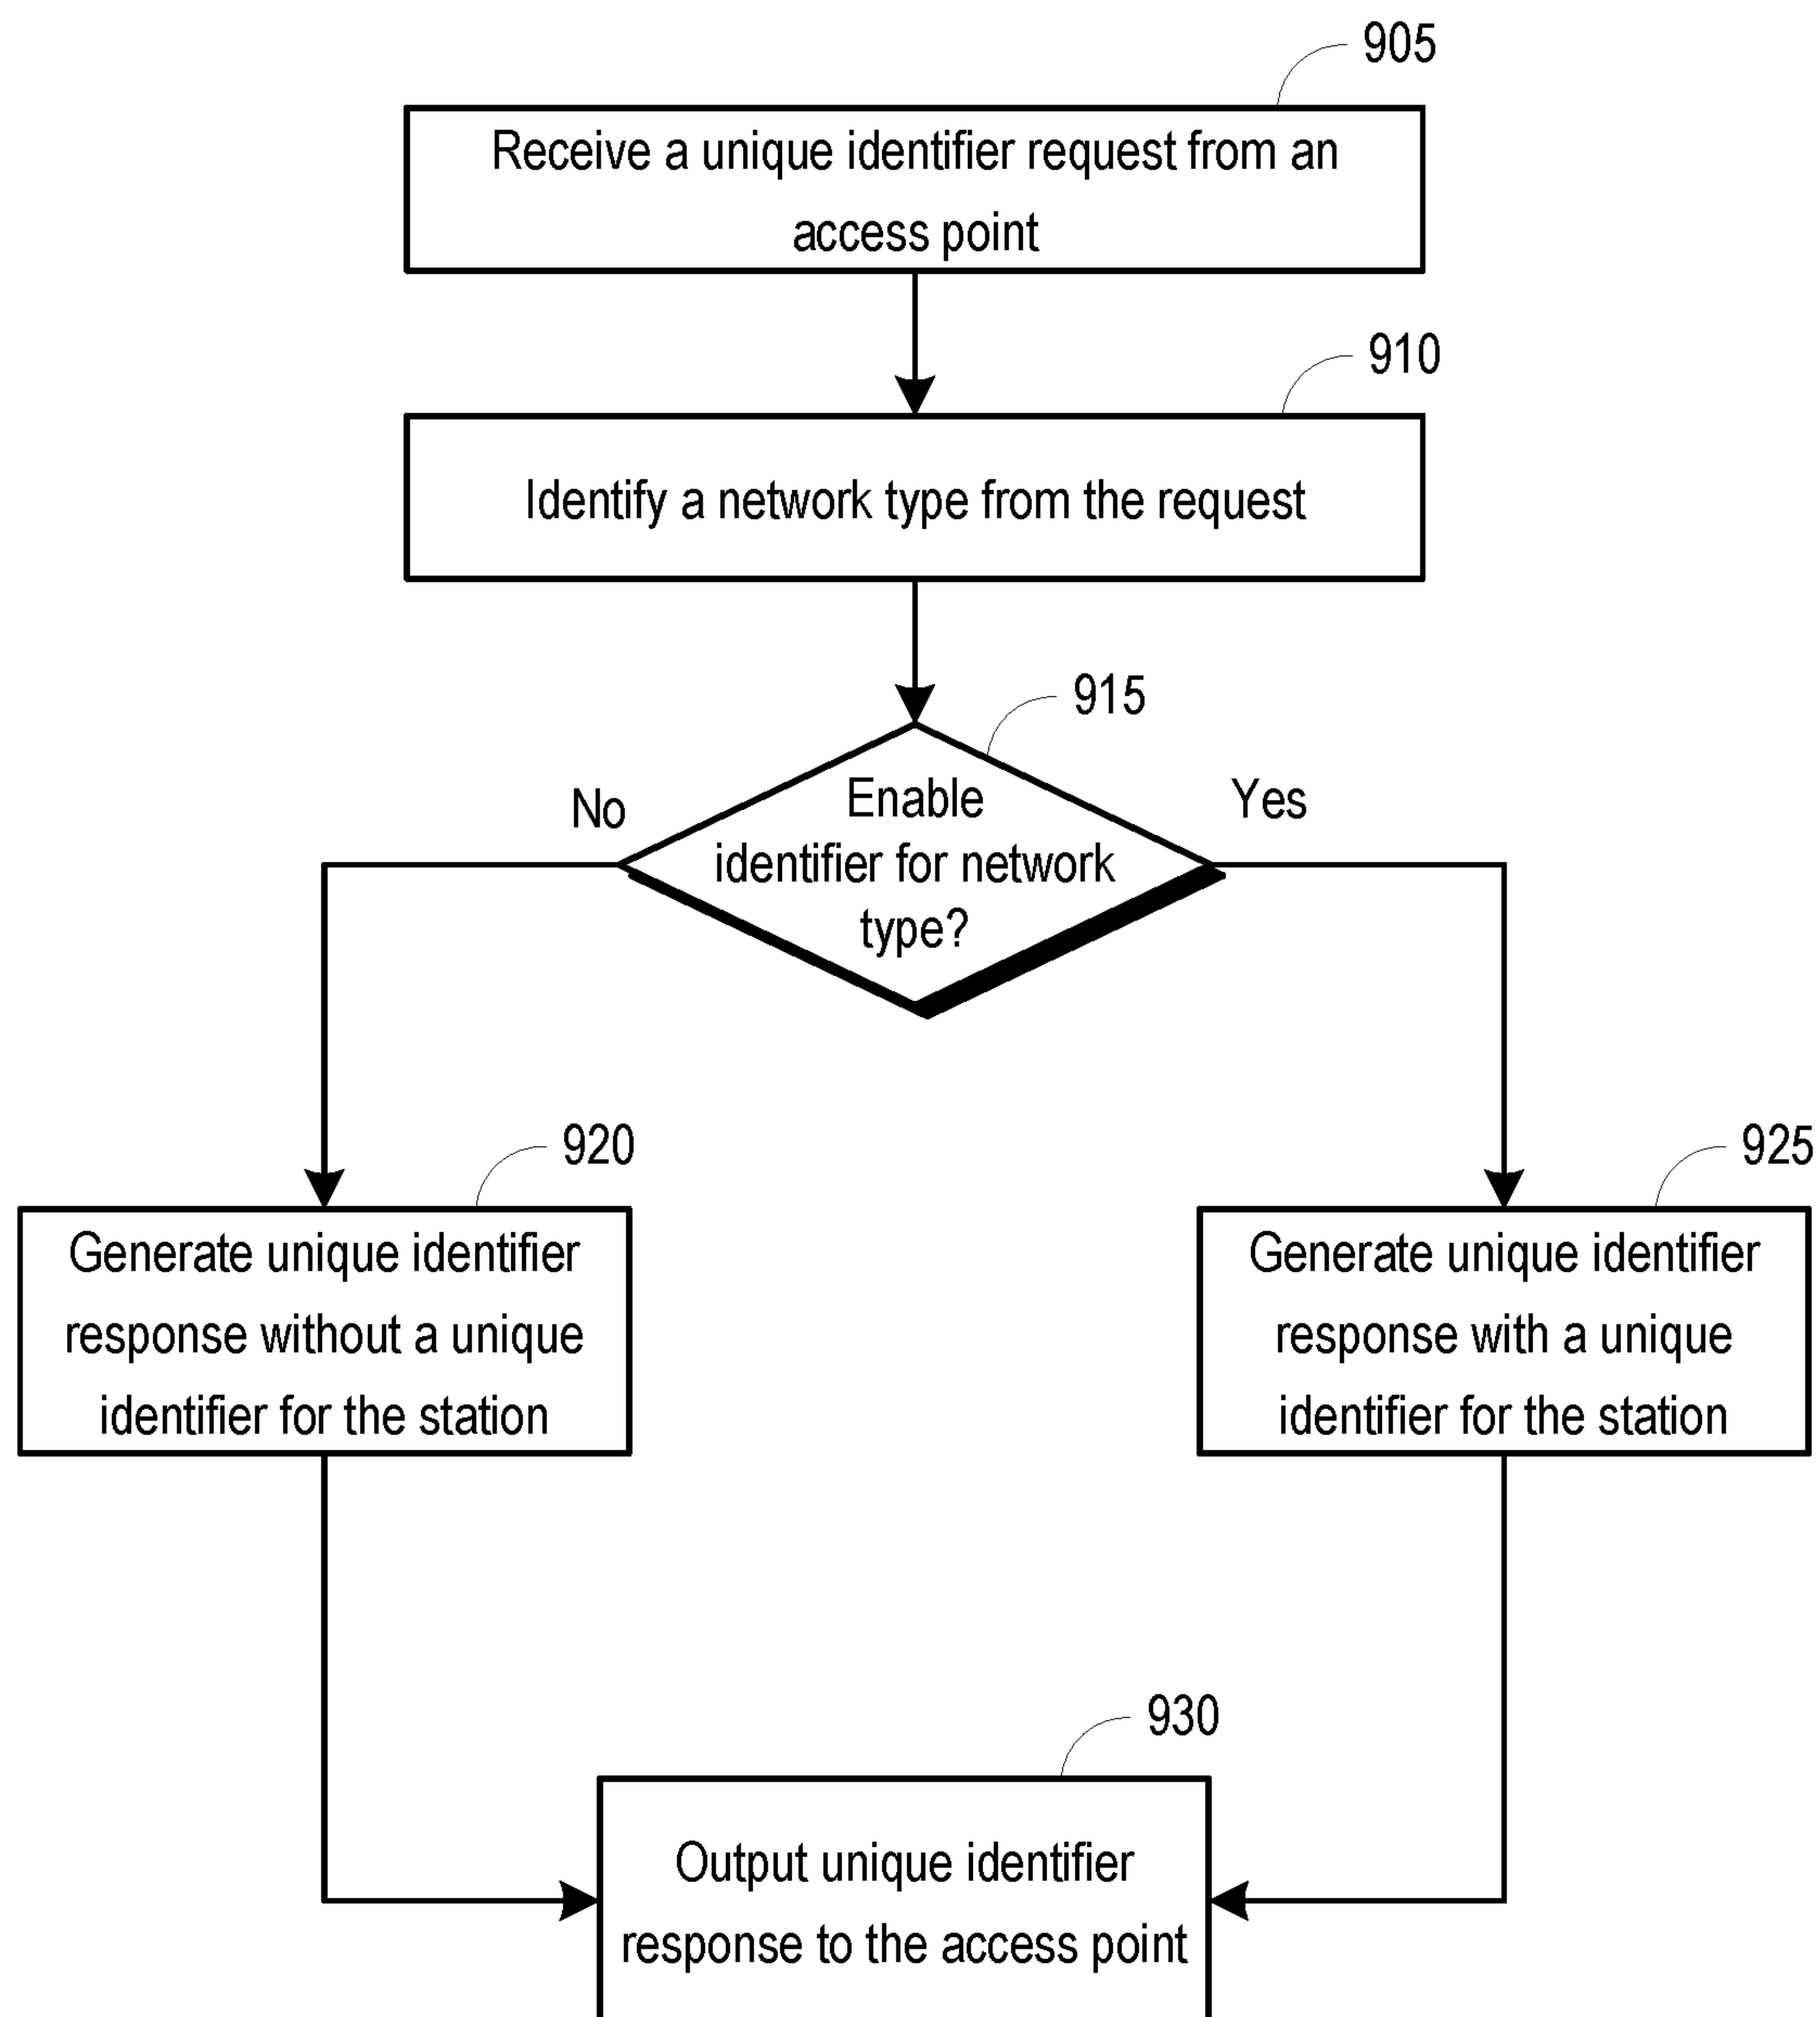 905
Receive a unique identifier request from an
access point
910
Identify a network type from the request
915
No
Enable
identifier for network
type?
Yes
920
Generate unique identifier
response without a unique
identifier for the station
925
Generate unique identifier
response with a unique
identifier for the station
930
Output unique identifier
response to the access point